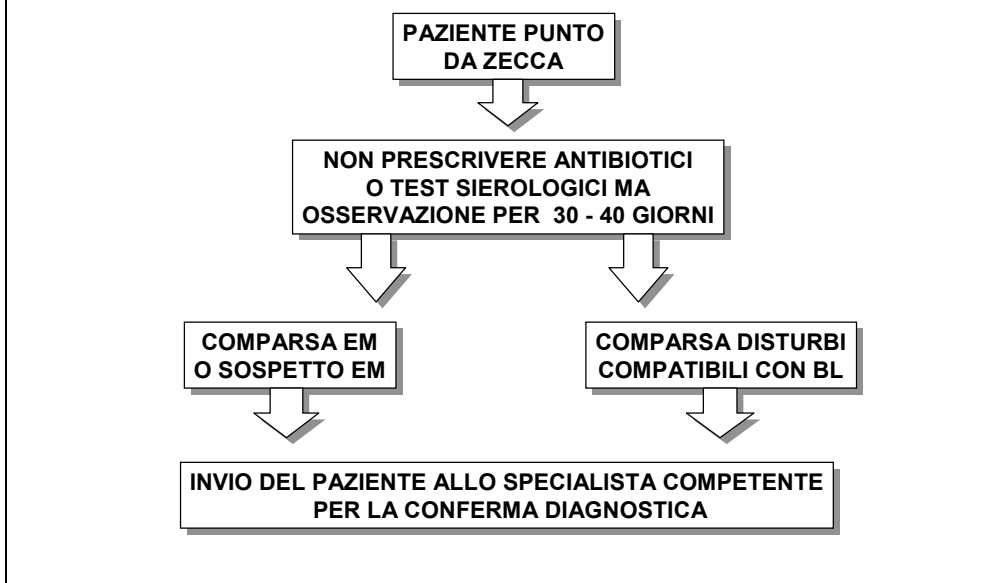 PAZIENTE PUNTO
DA ZECCA
NON PRESCRIVERE ANTIBIOTICI
O TEST SIEROLOGICI MA
OSSERVAZIONE PER 30 - 40 GIORNI
COMPARSA EM
O SOSPETTO EM
COMPARSA DISTURBI
COMPATIBILI CON BL
INVIO DEL PAZIENTE ALLO SPECIALISTA COMPETENTE
PER LA CONFERMA DIAGNOSTICA